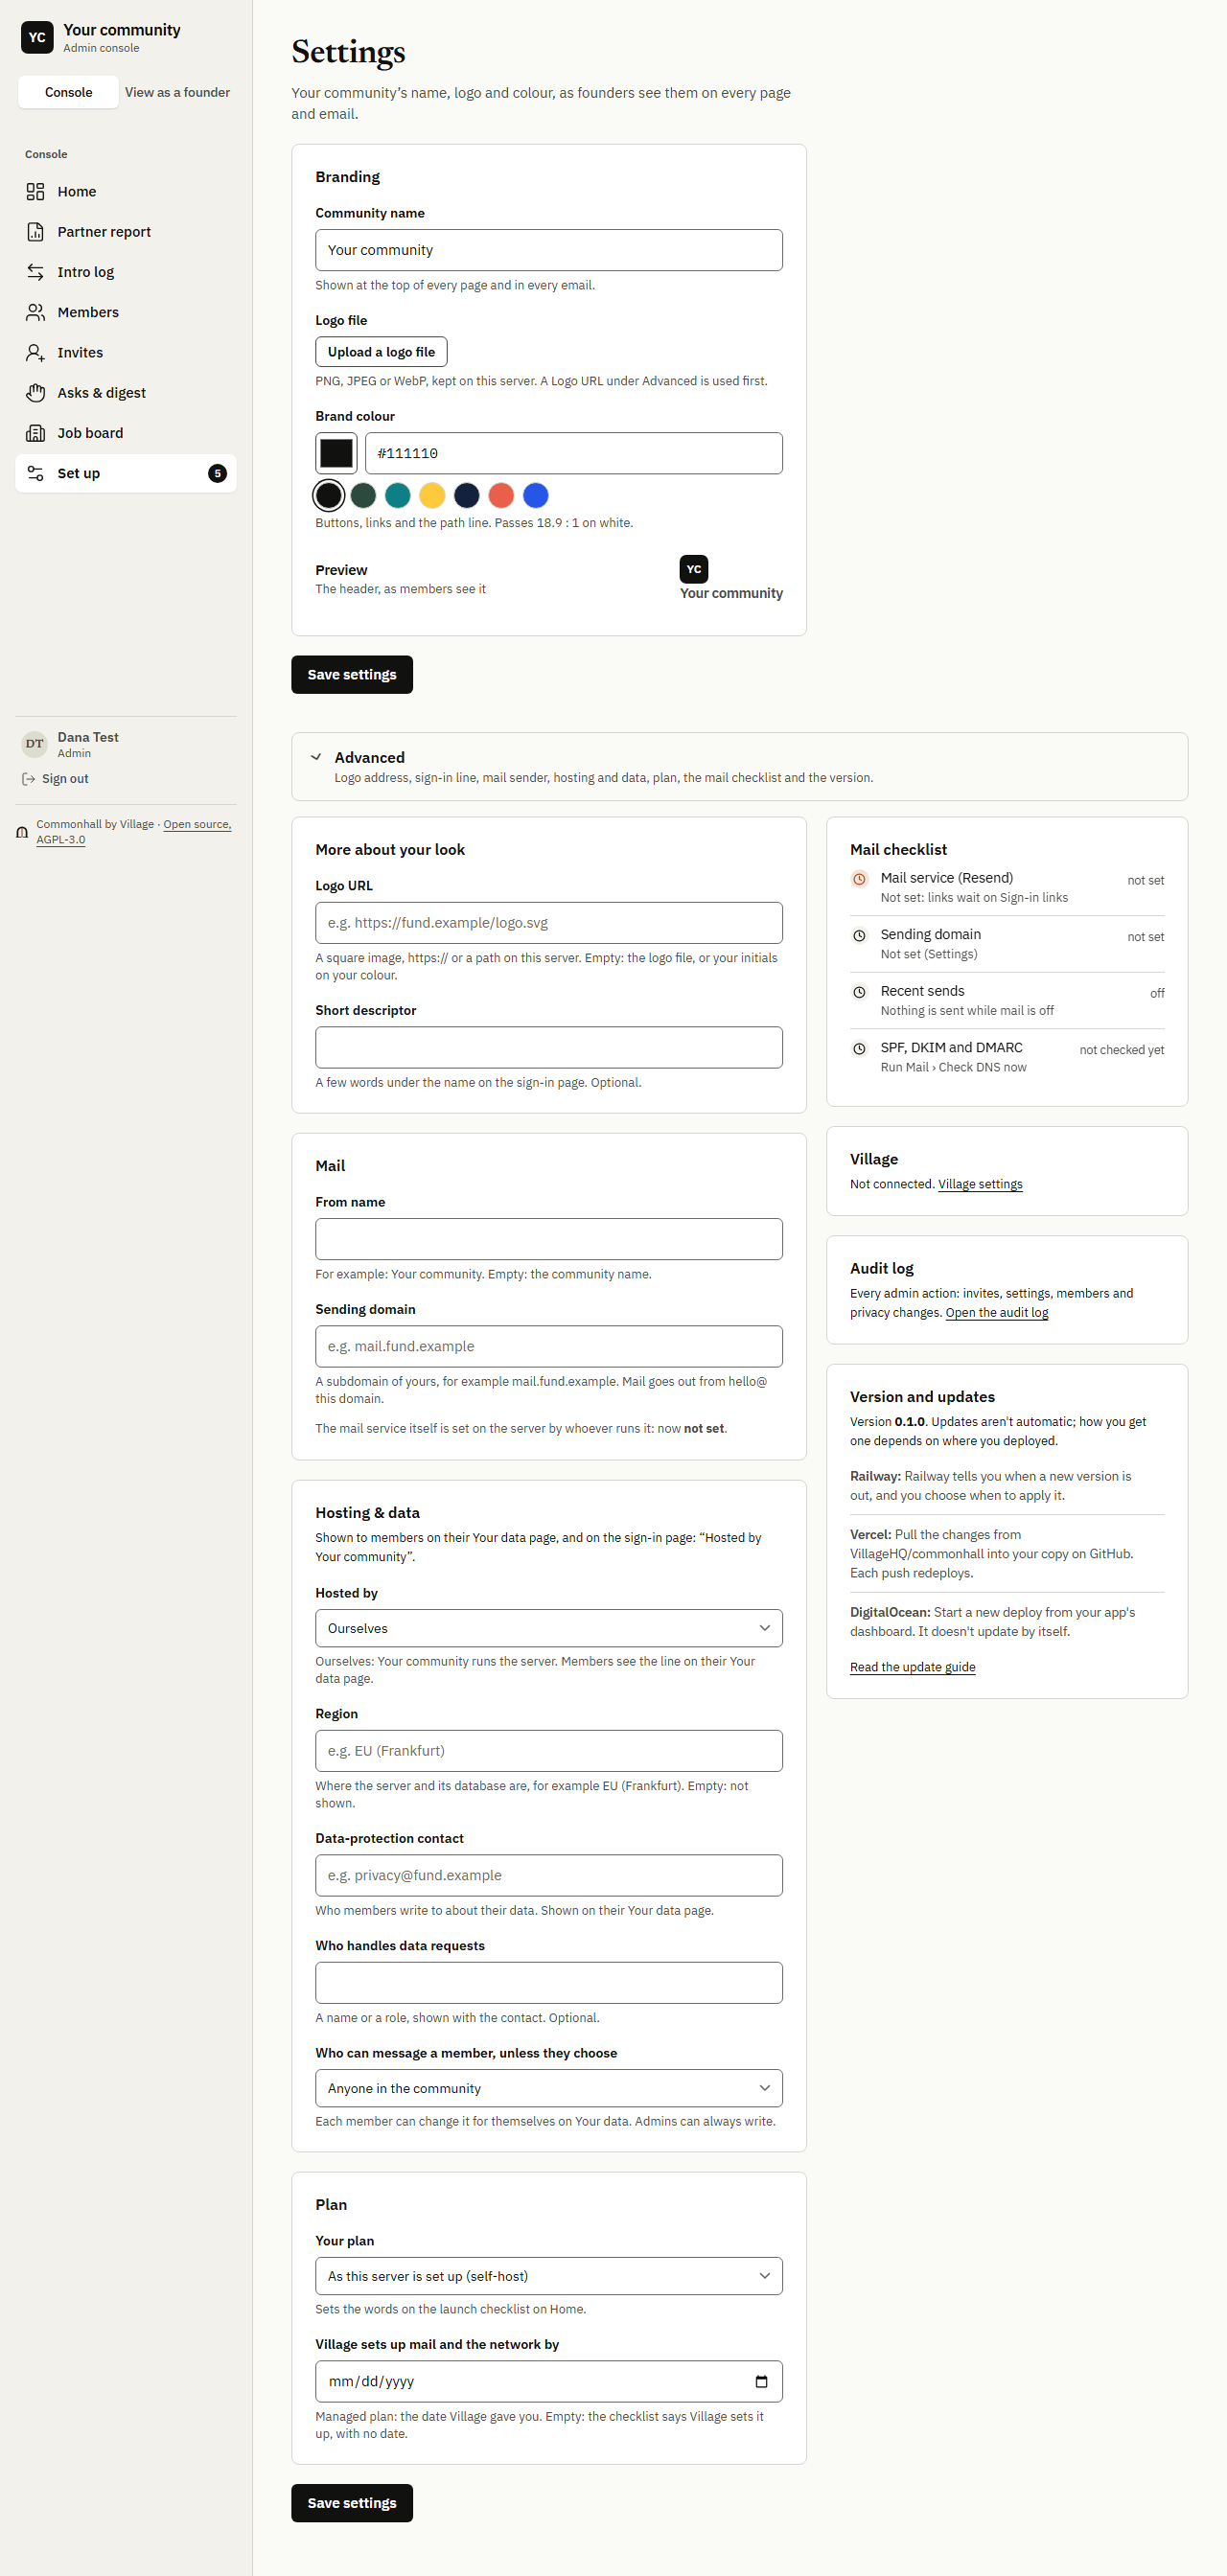 YC
Your community
Admin console
Console
View as a founder
Console
Home
Partner report
Intro log
Members
Invites
Asks & digest
Job board
Set up
5
Dana Test
DT
Admin
Sign out
Commonhall by Village · Open source,
AGPL-3.0
Settings
Your community’s name, logo and colour, as founders see them on every page
and email.
Branding
Community name
Your community
Shown at the top of every page and in every email.
Logo file
Upload a logo file
PNG, JPEG or WebP, kept on this server. A Logo URL under Advanced is used first.
Brand colour
#111110
Buttons, links and the path line. Passes 18.9 : 1 on white.
Preview
The header, as members see it
YC
Your community
Save settings
Advanced
Logo address, sign-in line, mail sender, hosting and data, plan, the mail checklist and the version.
More about your look
Logo URL
e.g. https://fund.example/logo.svg
A square image, https:// or a path on this server. Empty: the logo file, or your initials
on your colour.
Short descriptor
A few words under the name on the sign-in page. Optional.
Mail
From name
For example: Your community. Empty: the community name.
Sending domain
e.g. mail.fund.example
A subdomain of yours, for example mail.fund.example. Mail goes out from hello@
this domain.
The mail service itself is set on the server by whoever runs it: now not set.
Hosting & data
Shown to members on their Your data page, and on the sign-in page: “Hosted by
Your community”.
Hosted by
Ourselves
Ourselves: Your community runs the server. Members see the line on their Your
data page.
Region
e.g. EU (Frankfurt)
Where the server and its database are, for example EU (Frankfurt). Empty: not
shown.
Data-protection contact
e.g. privacy@fund.example
Who members write to about their data. Shown on their Your data page.
Who handles data requests
A name or a role, shown with the contact. Optional.
Who can message a member, unless they choose
Anyone in the community
Each member can change it for themselves on Your data. Admins can always write.
Plan
Your plan
As this server is set up (self-host)
Sets the words on the launch checklist on Home.
Village sets up mail and the network by
mm/dd/yyyy
Managed plan: the date Village gave you. Empty: the checklist says Village sets it
up, with no date.
Save settings
Mail checklist
Mail service (Resend)
not set
Not set: links wait on Sign-in links
Sending domain
not set
Not set (Settings)
Recent sends
off
Nothing is sent while mail is off
SPF, DKIM and DMARC
not checked yet
Run Mail › Check DNS now
Village
Not connected. Village settings
Audit log
Every admin action: invites, settings, members and
privacy changes. Open the audit log
Version and updates
Version 0.1.0. Updates aren't automatic; how you get
one depends on where you deployed.
Railway: Railway tells you when a new version is
out, and you choose when to apply it.
Vercel: Pull the changes from
VillageHQ/commonhall into your copy on GitHub.
Each push redeploys.
DigitalOcean: Start a new deploy from your app's
dashboard. It doesn't update by itself.
Read the update guide